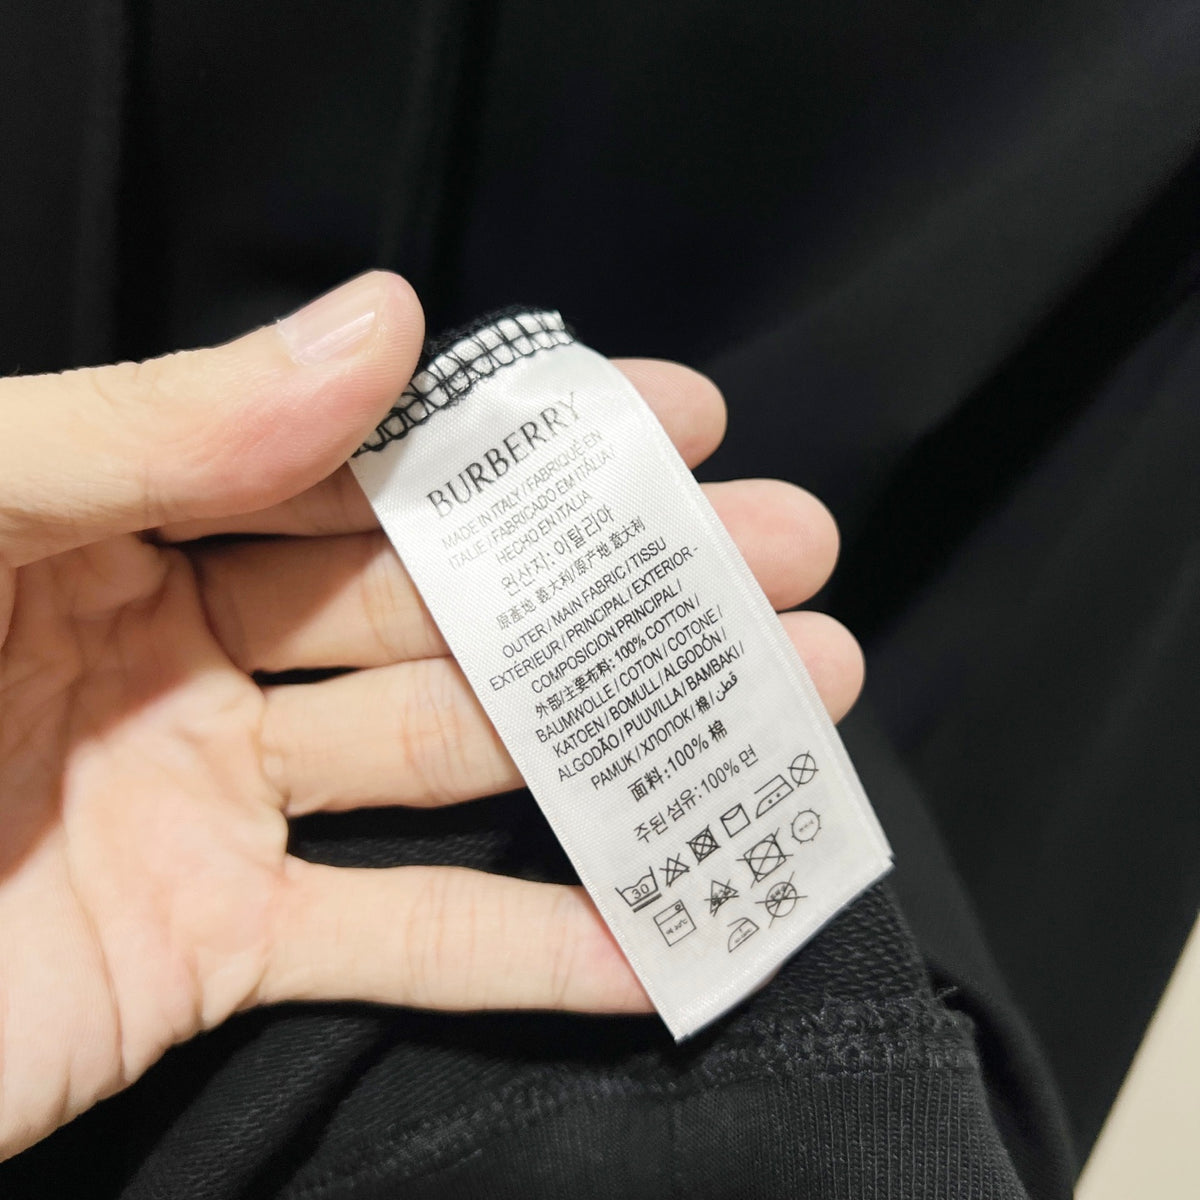 BURBERRY
MADE IN ITALY / FABRIQUÉ EN
ITALIE / FABRICADO EM ITÁLIA /
HECHO EN ITALIA
원산지: 이탈리아
原產地 義大利/原产地 意大利
OUTER / MAIN FABRIC / TISSU
EXTÉRIEUR / PRINCIPAL / EXTERIOR -
COMPOSICION PRINCIPAL /
外部/主要布料: 100% COTTON /
BAUMWOLLE / COTON / COTONE /
KATOEN / BOMULL / ALGODÓN /
ALGODÃO / PUUVILLA / BAMBAKI /
PAMUK / ХЛОПОК / 棉 / قطن
面料:100% 棉
주된섬유:100% 면
30